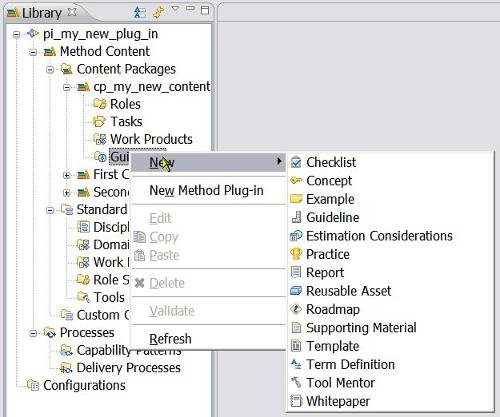 Library
pi_my_new_plug_in
Method Content
Content Packages
cp_my_new_content
Roles
Tasks
Work Products
Gui
New
Checklist
Concept
Example
Guideline
Estimation Considerations
Practice
Report
Reusable Asset
Roadmap
Supporting Material
Template
Term Definition
Tool Mentor
Whitepaper
New Method Plug-in
Edit
Copy
Paste
Delete
Validate
Refresh
First C
Secon
Standard
Discipl
Domai
Work
Role S
Tools
Custom C
Processes
Capability Patterns
Delivery Processes
Configurations